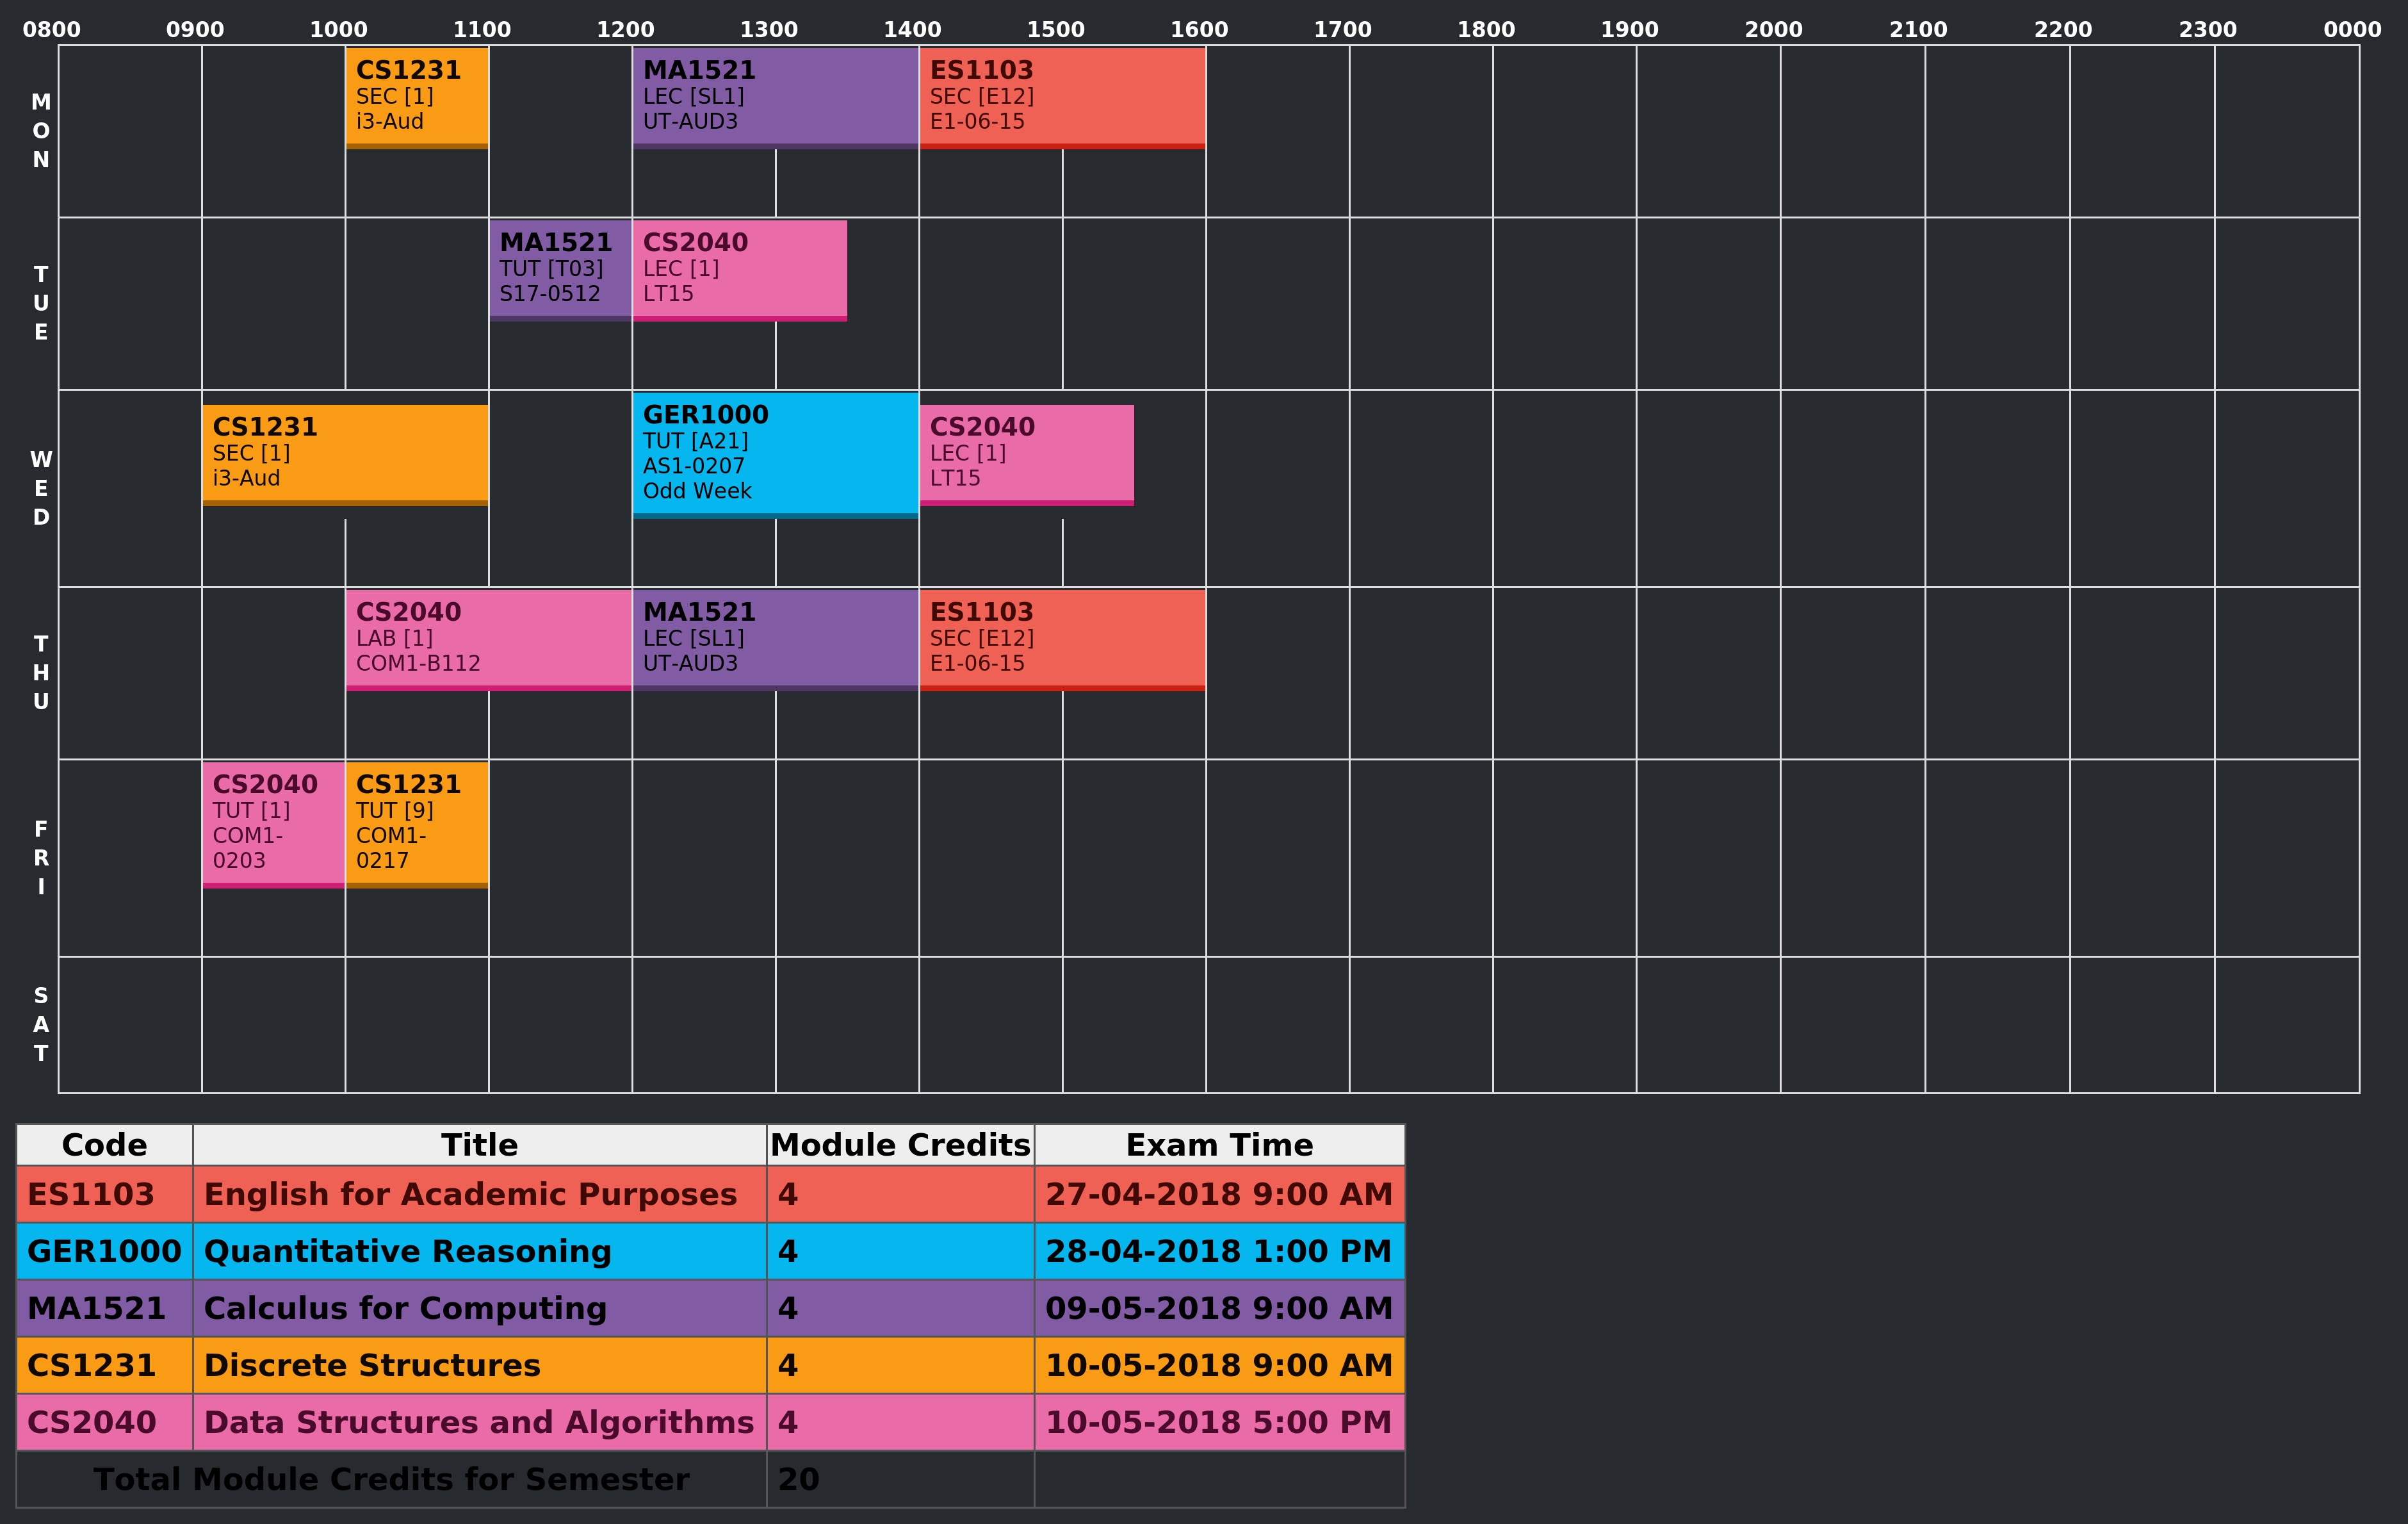 0800 0900 1000 1100 1200 1300 1400 1500 1600 1700 1800 1900 2000 2100 2200 2300 0000
MON
CS1231
SEC [1]
i3-Aud
MA1521
LEC [SL1]
UT-AUD3
ES1103
SEC [E12]
E1-06-15
TUE
MA1521
TUT [T03]
S17-0512
CS2040
LEC [1]
LT15
WED
CS1231
SEC [1]
i3-Aud
GER1000
TUT [A21]
AS1-0207
Odd Week
CS2040
LEC [1]
LT15
THU
CS2040
LAB [1]
COM1-B112
MA1521
LEC [SL1]
UT-AUD3
ES1103
SEC [E12]
E1-06-15
FRI
CS2040
TUT [1]
COM1-
0203
CS1231
TUT [9]
COM1-
0217
SAT
Code Title Module Credits Exam Time
ES1103 English for Academic Purposes 4 27-04-2018 9:00 AM
GER1000 Quantitative Reasoning 4 28-04-2018 1:00 PM
MA1521 Calculus for Computing 4 09-05-2018 9:00 AM
CS1231 Discrete Structures 4 10-05-2018 9:00 AM
CS2040 Data Structures and Algorithms 4 10-05-2018 5:00 PM
Total Module Credits for Semester 20